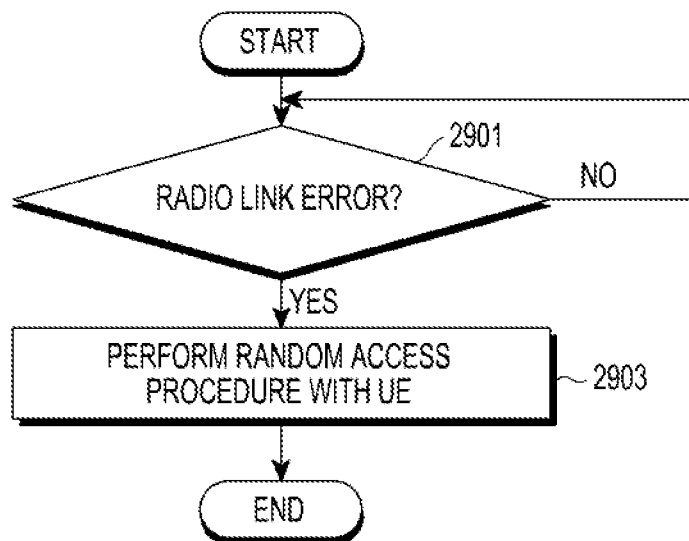 START
2901
RADIO LINK ERROR?
NO
YES
PERFORM RANDOM ACCESS
PROCEDURE WITH UE
2903
END